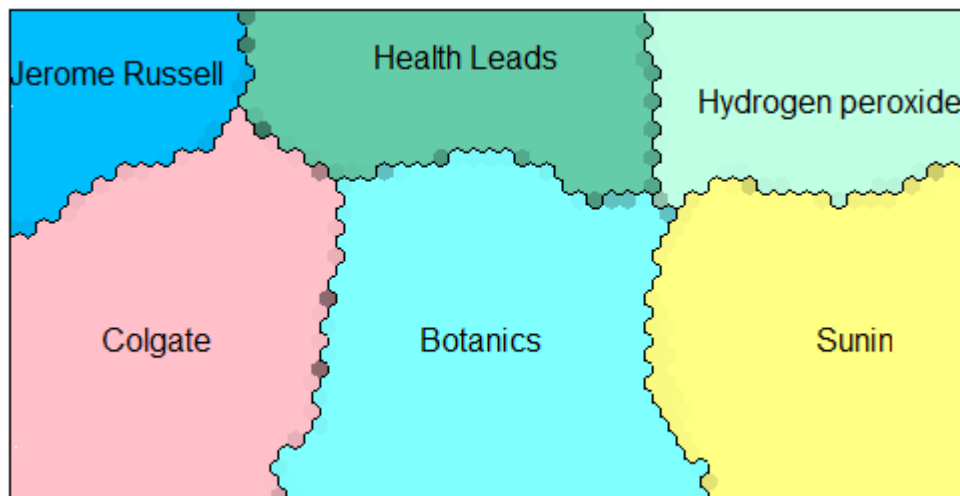 Jerome Russell
Health Leads
Hydrogen peroxide
Colgate
Botanics
Sunin